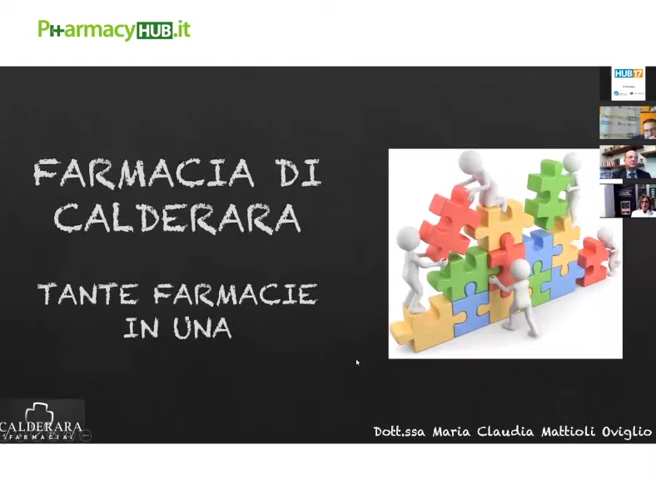 PharmacyHUB.it
HUB17
FARMACIA DI
CALDERARA
TANTE FARMACIE
IN UNA
CALDERARA
FARMACIA
Dott.ssa Maria Claudia Mattioli Oviglio